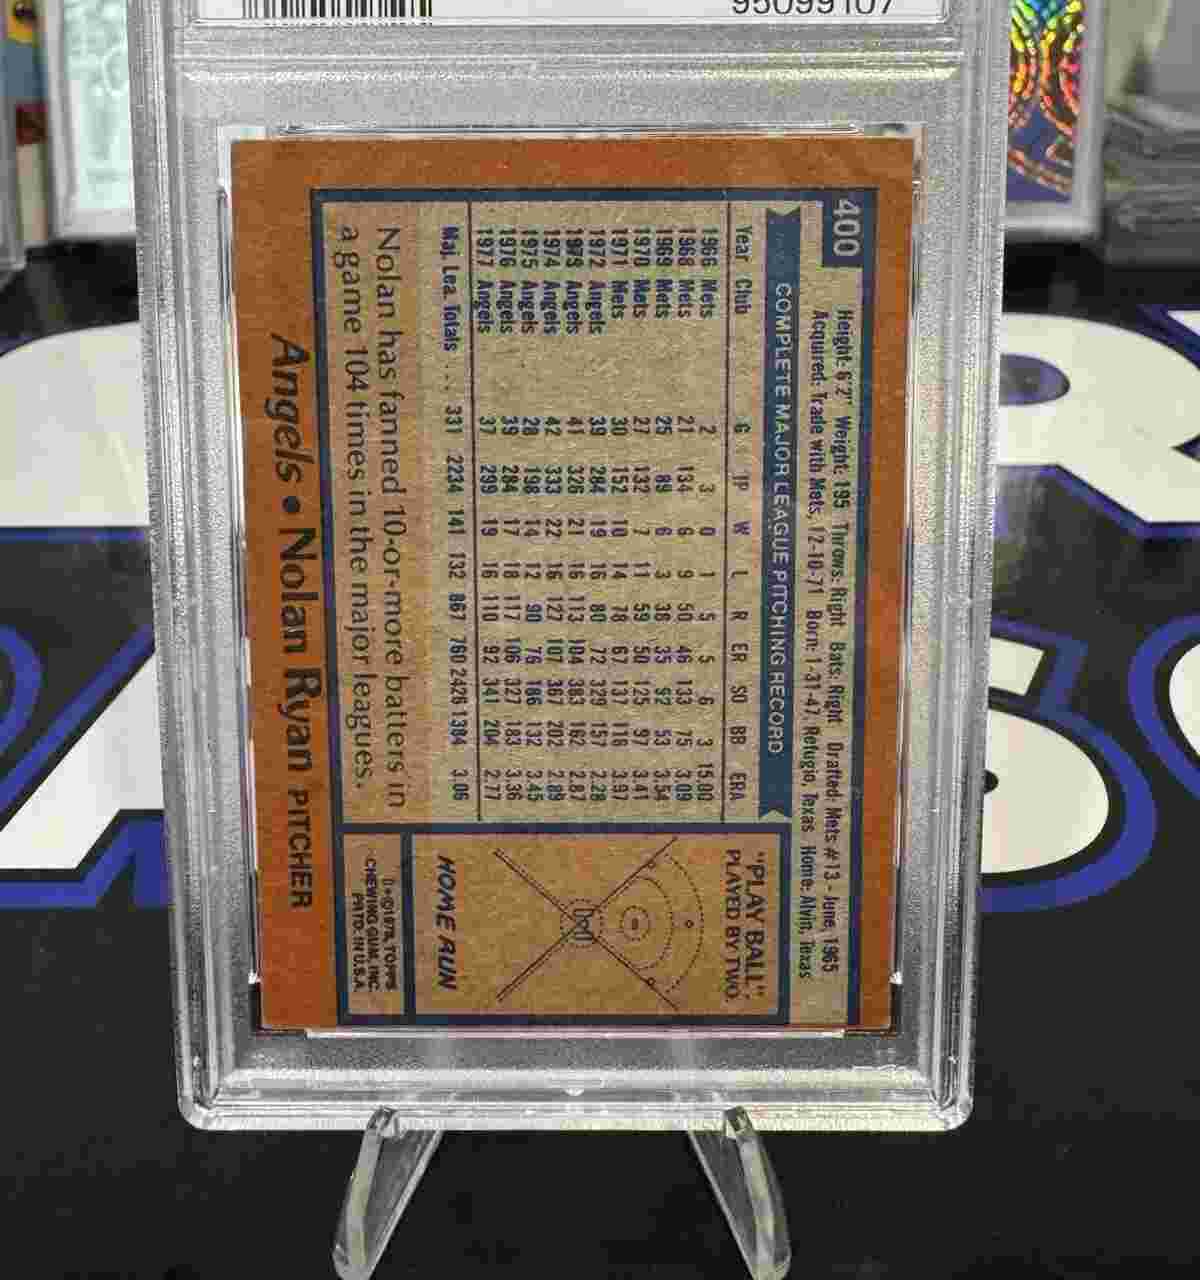 95099107
400
Height: 6'2" Weight: 195 Throws: Right Bats: Right Drafted: Mets #13 - June, 1965
Acquired: Trade with Mets, 12-10-71 Born: 1-31-47, Refugio, Texas Home: Alvin, Texas
COMPLETE MAJOR LEAGUE PITCHING RECORD
Year Club G IP W L R ER SO BB ERA
1966 Mets 2 3 0 1 5 5 6 3 15.00
1968 Mets 21 134 6 9 50 46 133 75 3.09
1969 Mets 25 89 6 3 38 35 92 53 3.54
1970 Mets 27 132 7 11 59 50 125 97 3.41
1971 Mets 30 152 10 14 78 67 137 116 3.97
1972 Angels 39 284 19 16 80 72 329 157 2.28
1973 Angels 41 326 21 16 113 104 383 162 2.87
1974 Angels 42 333 22 16 127 107 367 202 2.89
1975 Angels 28 198 14 12 90 76 186 132 3.45
1976 Angels 39 284 17 18 117 106 327 183 3.36
1977 Angels 37 299 19 16 110 92 341 204 2.77
Maj. Lea. Totals .... 331 2234 141 132 867 760 2426 1384 3.06
Nolan has fanned 10-or-more batters in
a game 104 times in the major leagues.
"PLAY BALL"
PLAYED BY TWO
HOME RUN
©1978, TOPPS
CHEWING GUM, INC.
PRTD. IN U.S.A.
Angels • Nolan Ryan PITCHER